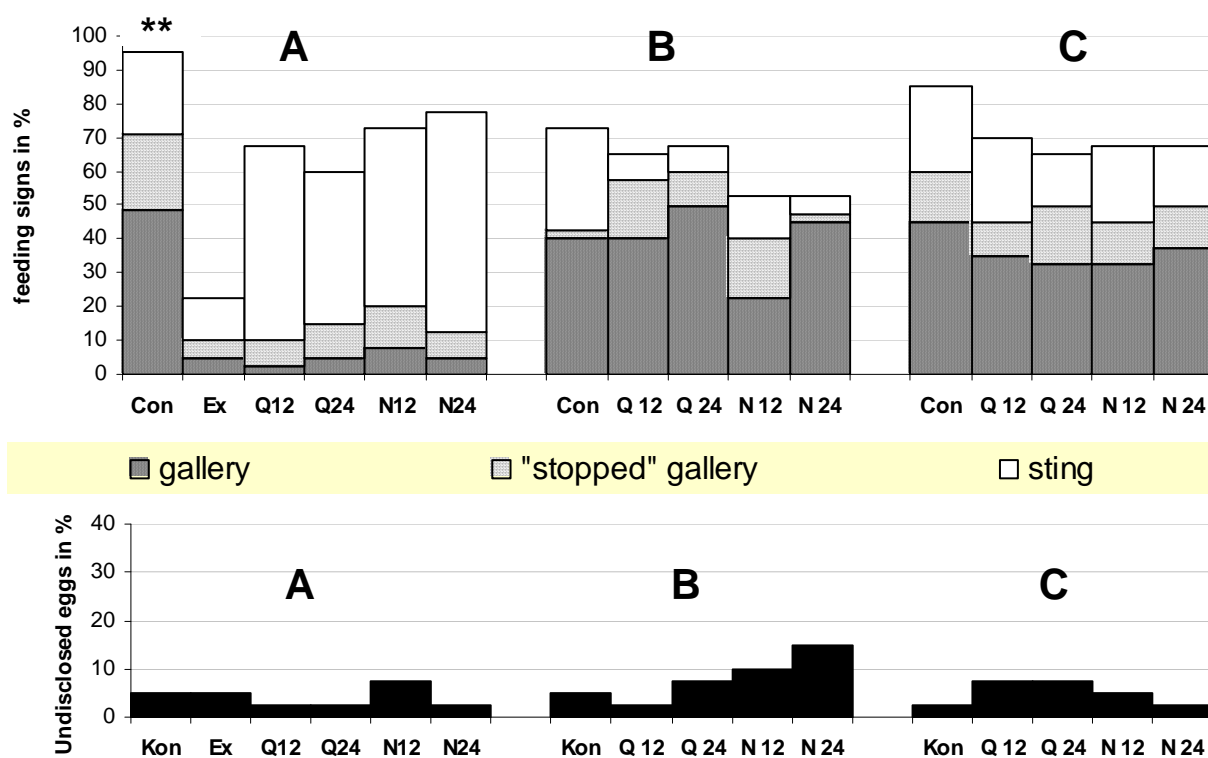 **
A B C
feeding signs in %
100
90
80
70
60
50
40
30
20
10
0
Con Ex Q12 Q24 N12 N24 Con Q 12 Q 24 N 12 N 24 Con Q 12 Q 24 N 12 N 24
gallery "stopped" gallery sting
Undisclosed eggs in %
40
30
20
10
0
A B C
Kon Ex Q12 Q24 N12 N24 Kon Q 12 Q 24 N 12 N 24 Kon Q 12 Q 24 N 12 N 24